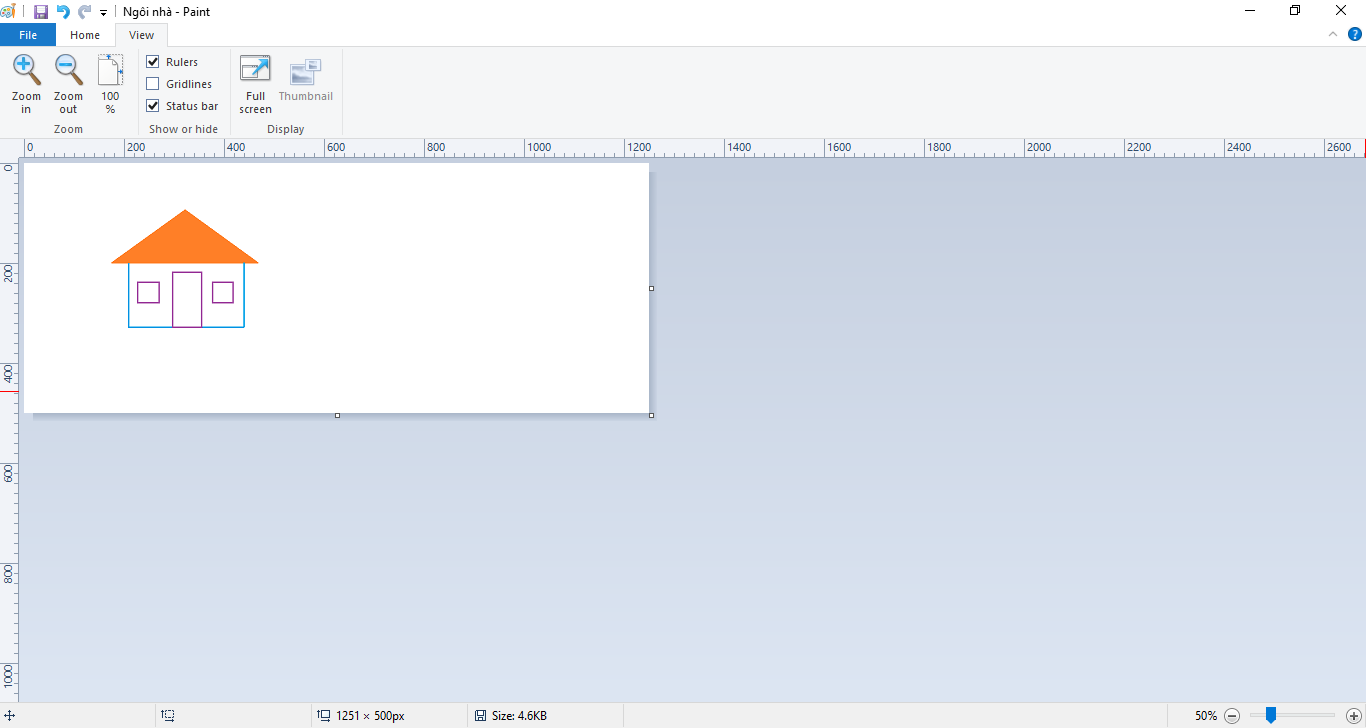 Ngôi nhà - Paint
File Home View
Zoom in
Zoom out
100 %
Rulers
Gridlines
Status bar
Full screen
Thumbnail
Zoom
Show or hide
Display
0 200 400 600 800 1000 1200 1400 1600 1800 2000 2200 2400 2600
0
200
400
600
800
1000
1251 × 500px
Size: 4.6KB
50%